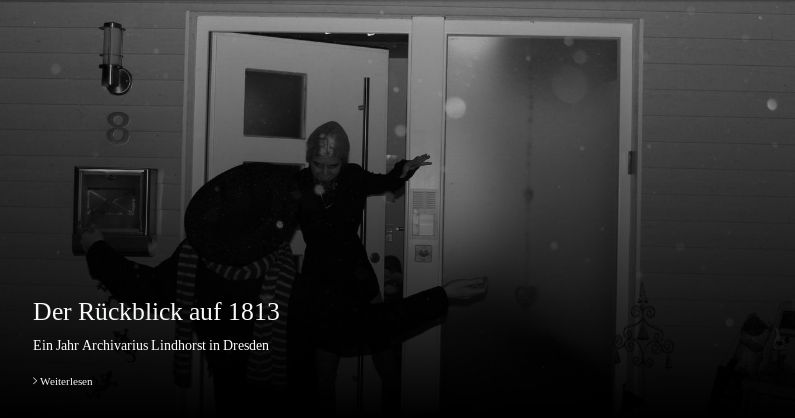 8
Der Rückblick auf 1813
Ein Jahr Archivarius Lindhorst in Dresden
Weiterlesen